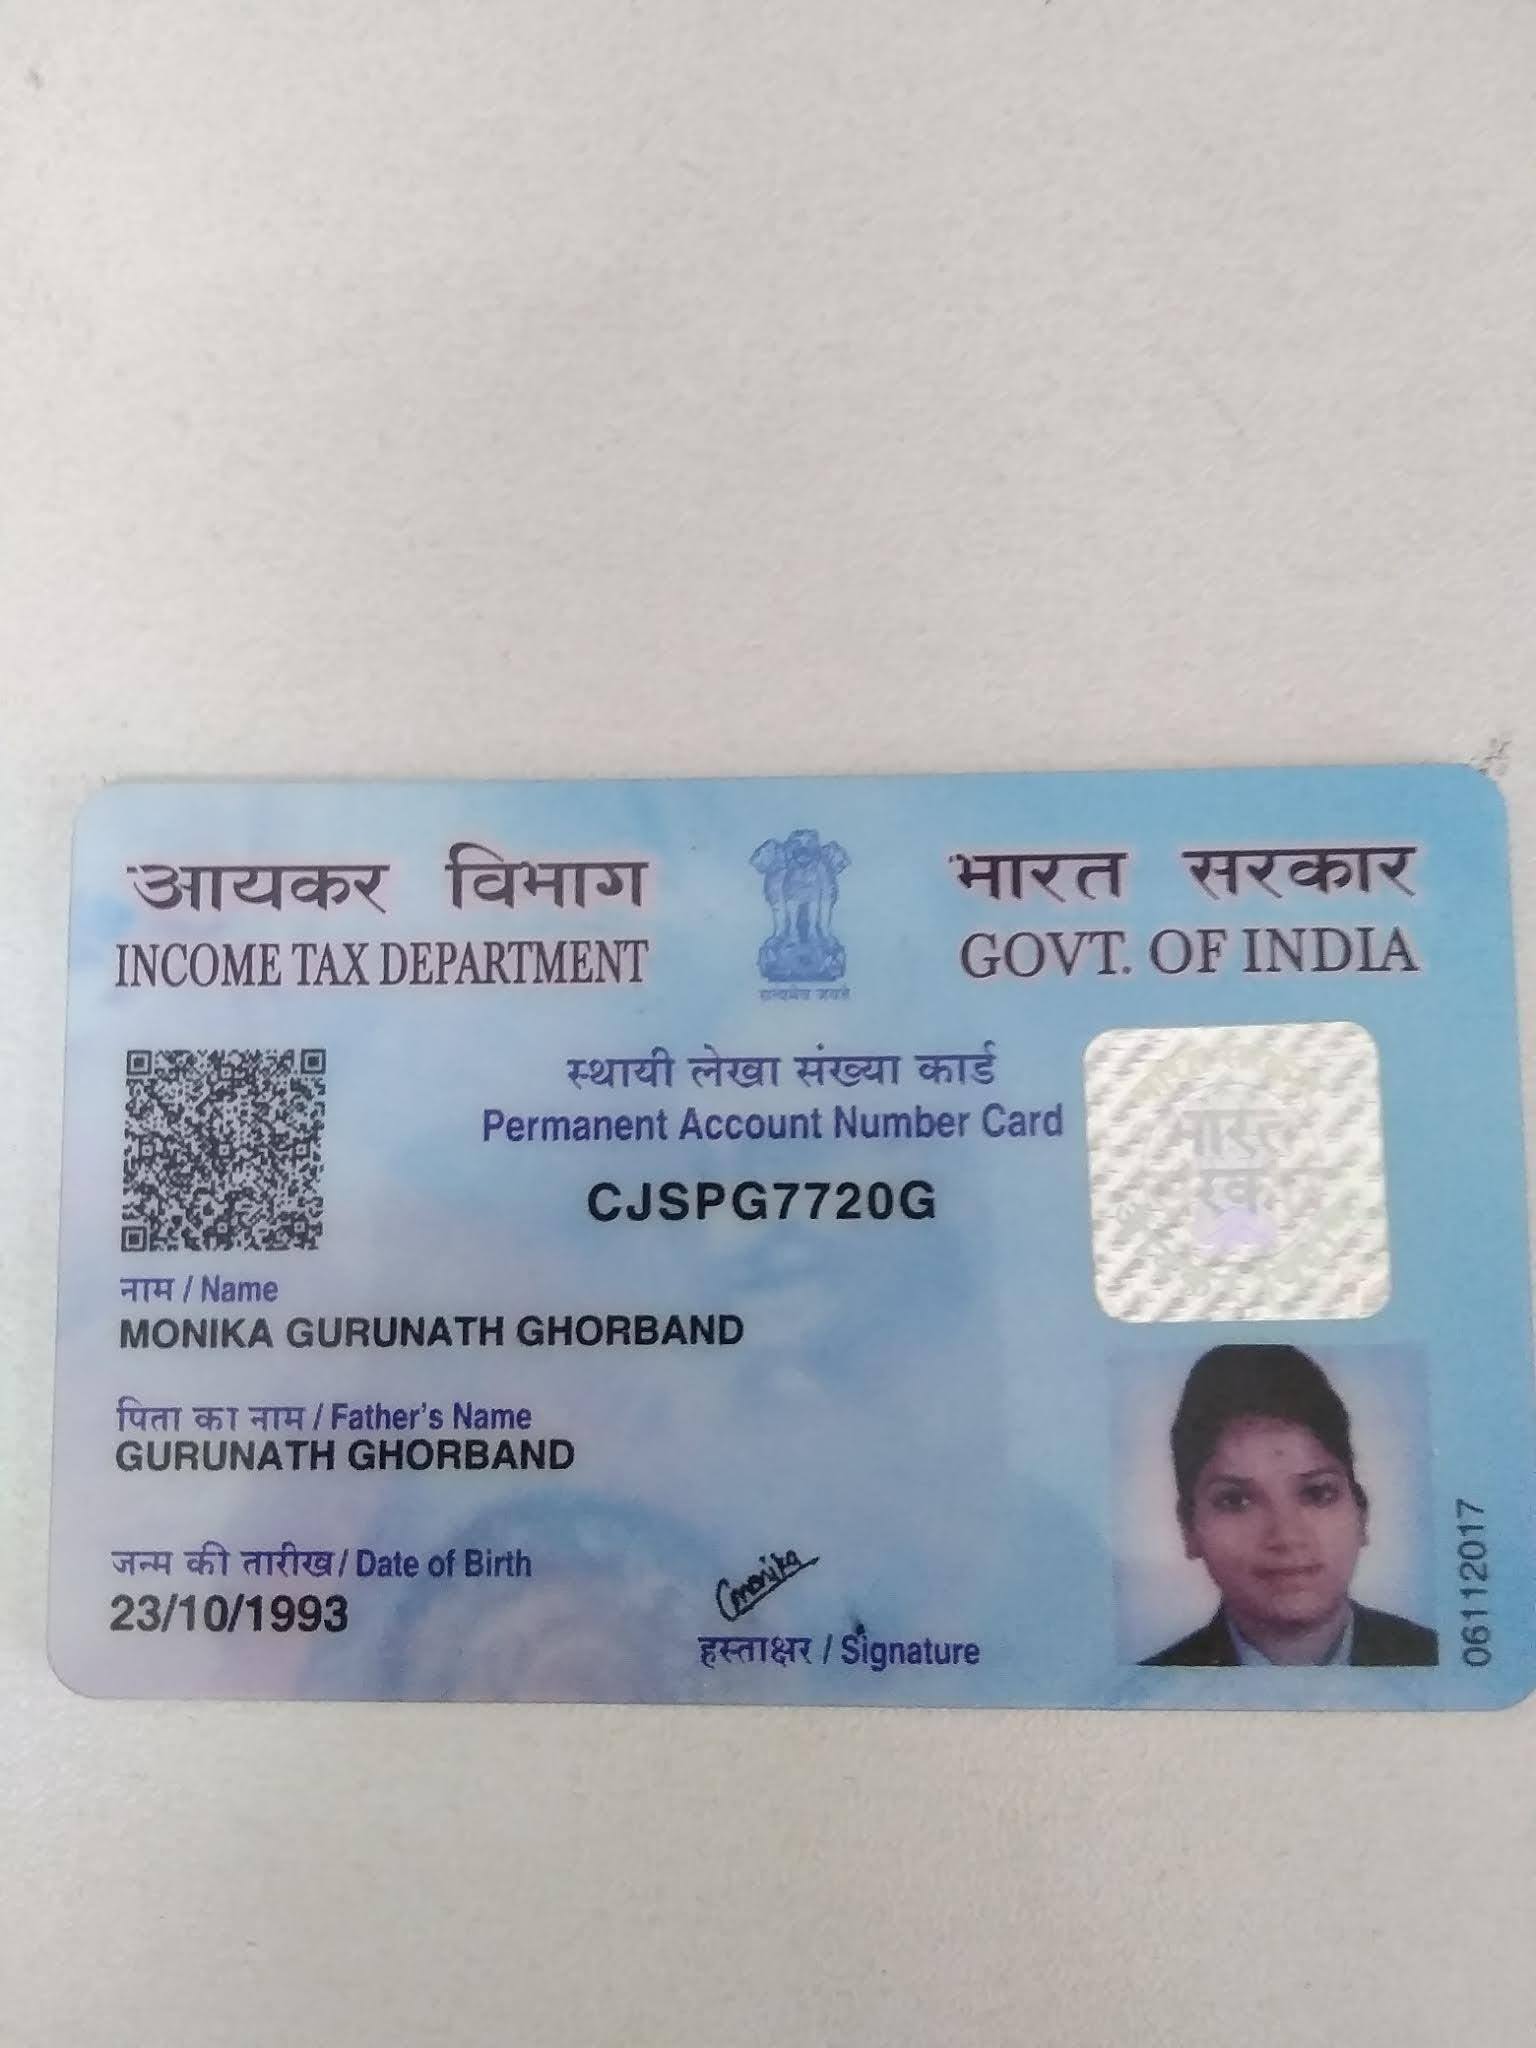 आयकर विभाग
INCOME TAX DEPARTMENT
सत्यमेव जयते
भारत सरकार
GOVT. OF INDIA
स्थायी लेखा संख्या कार्ड
Permanent Account Number Card
CJSPG7720G
भारत
नाम / Name
MONIKA GURUNATH GHORBAND
पिता का नाम / Father's Name
GURUNATH GHORBAND
जन्म की तारीख / Date of Birth
23/10/1993
हस्ताक्षर / Signature
06112017